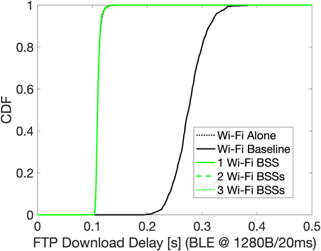 1
0.8
0.6
0.4
0.2
0
CDF
Wi-Fi Alone
Wi-Fi Baseline
1 Wi-Fi BSS
2 Wi-Fi BSSs
3 Wi-Fi BSSs
0 0.1 0.2 0.3 0.4 0.5
FTP Download Delay [s] (BLE @ 1280B/20ms)